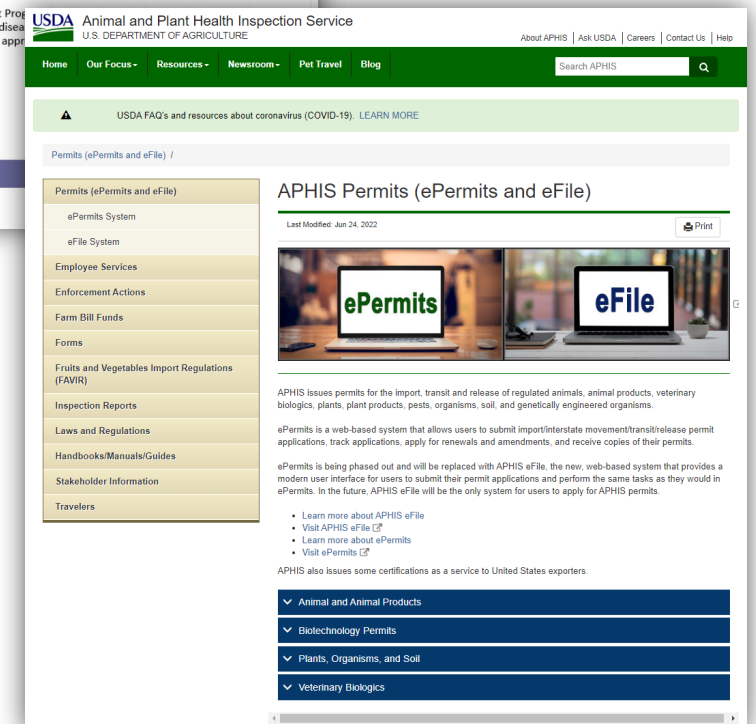 t Prog
disea
appr
USDA
Animal and Plant Health Inspection Service
U.S. DEPARTMENT OF AGRICULTURE
About APHIS | Ask USDA | Careers | Contact Us | Help
Home Our Focus Resources Newsroom Pet Travel Blog
Search APHIS
USDA FAQ's and resources about coronavirus (COVID-19). LEARN MORE
Permits (ePermits and eFile) /
Permits (ePermits and eFile)
ePermits System
eFile System
Employee Services
Enforcement Actions
Farm Bill Funds
Forms
Fruits and Vegetables Import Regulations
(FAVIR)
Inspection Reports
Laws and Regulations
Handbooks/Manuals/Guides
Stakeholder Information
Travelers
APHIS Permits (ePermits and eFile)
Last Modified: Jun 24, 2022
Print
ePermits
eFile
APHIS issues permits for the import, transit and release of regulated animals, animal products, veterinary
biologics, plants, plant products, pests, organisms, soil, and genetically engineered organisms.
ePermits is a web-based system that allows users to submit import/interstate movement/transit/release permit
applications, track applications, apply for renewals and amendments, and receive copies of their permits.
ePermits is being phased out and will be replaced with APHIS eFile, the new, web-based system that provides a
modern user interface for users to submit their permit applications and perform the same tasks as they would in
ePermits. In the future, APHIS eFile will be the only system for users to apply for APHIS permits.
• Learn more about APHIS eFile
• Visit APHIS eFile
• Learn more about ePermits
• Visit ePermits
APHIS also issues some certifications as a service to United States exporters.
Animal and Animal Products
Biotechnology Permits
Plants, Organisms, and Soil
Veterinary Biologics